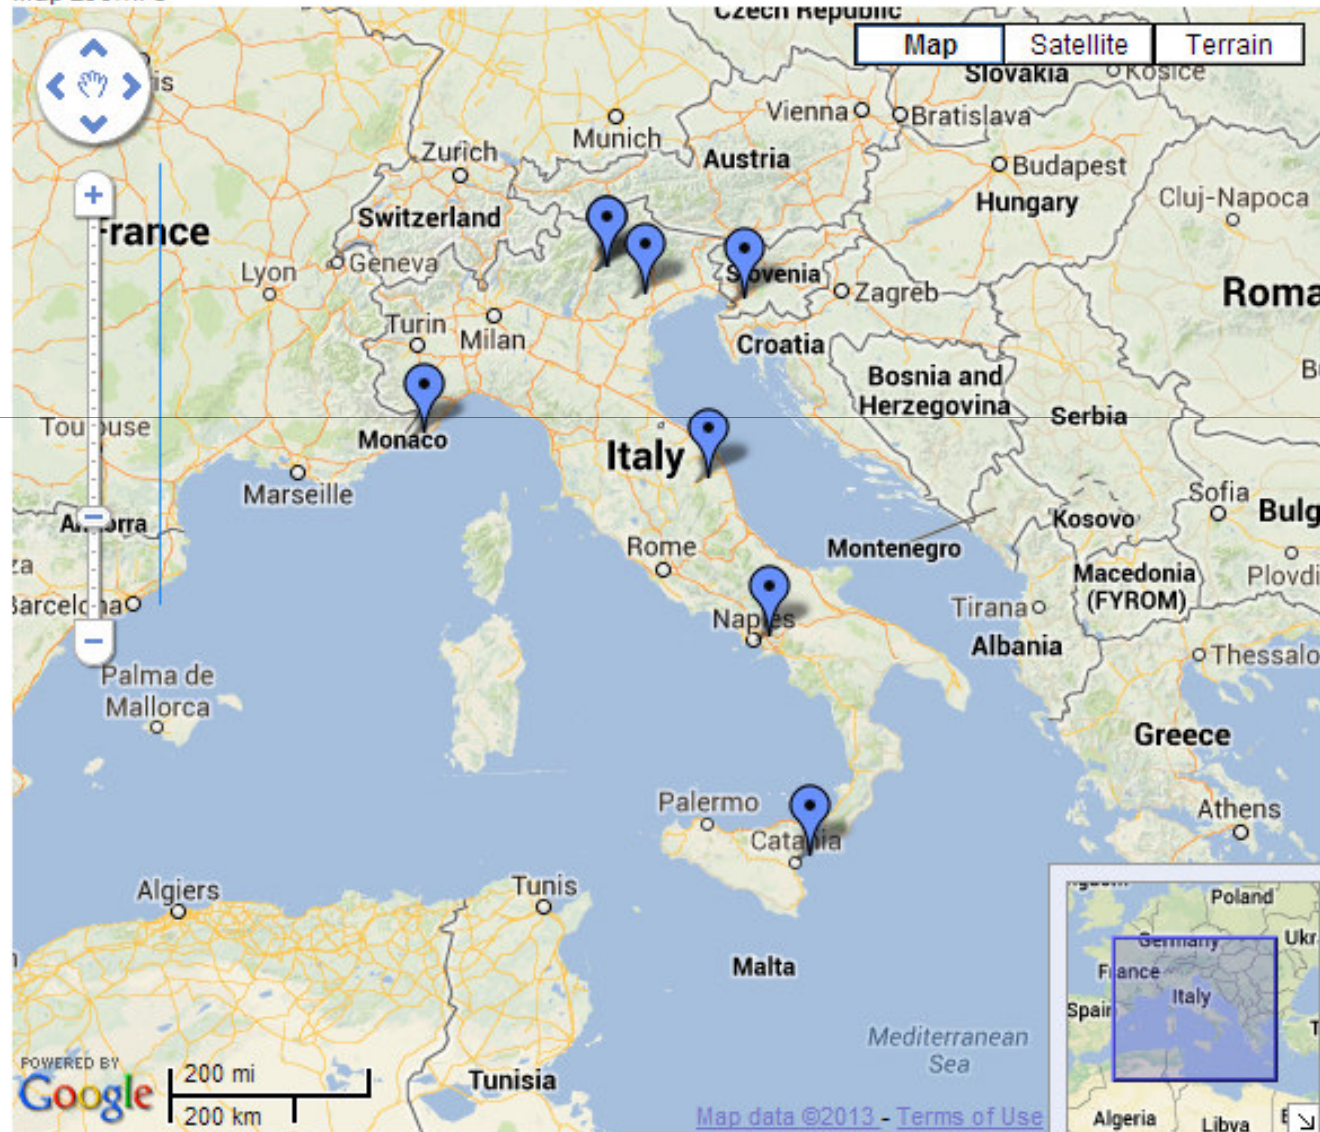 Czech Republic
Map
Satellite
Terrain
Slovakia
Košice
Vienna
Bratislava
Munich
Zurich
Austria
Budapest
Hungary
Cluj-Napoca
Switzerland
France
Geneva
Lyon
Slovenia
Zagreb
Roma
Turin
Milan
Croatia
Bosnia and
Herzegovina
Serbia
Monaco
Toulouse
Italy
Marseille
Sofia
Bulg
Andorra
Kosovo
Montenegro
Rome
Macedonia
(FYROM)
Plovdi
Barcelona
Naples
Tirana
Albania
Thessalo
Palma de
Mallorca
Greece
Palermo
Athens
Catania
Algiers
Tunis
Malta
Mediterranean
Sea
Tunisia
POWERED BY
Google
200 mi
200 km
Map data ©2013 - Terms of Use
Poland
Germany
Ukr
France
Italy
Spain
Algeria
Libya